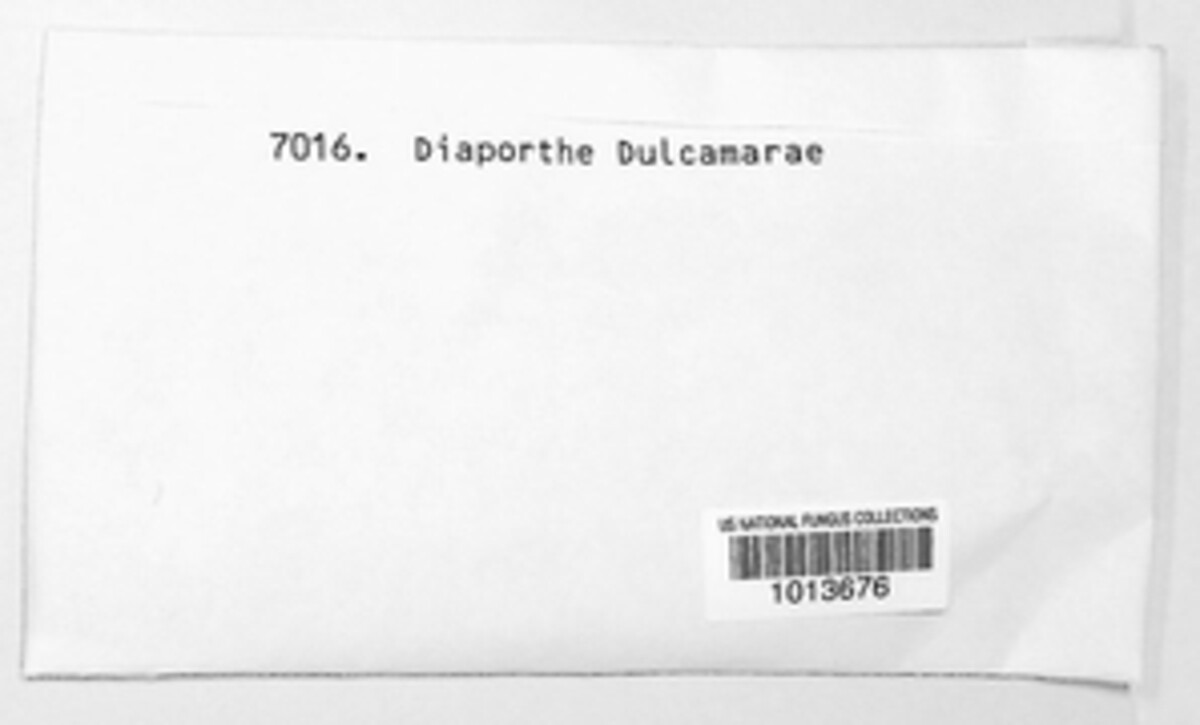 7016. Diaporthe Dulcamarae
US NATIONAL FUNGUS COLLECTIONS
1013676